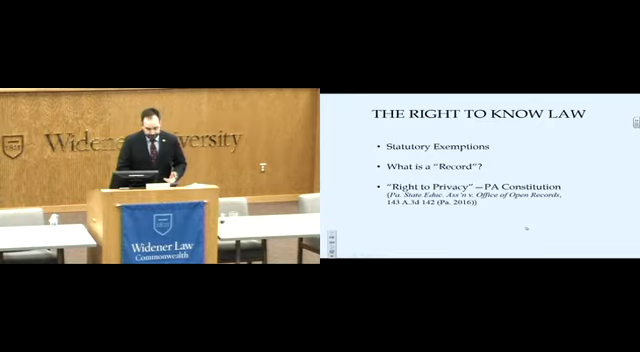 Widener University
Widener Law
Commonwealth
THE RIGHT TO KNOW LAW
• Statutory Exemptions
• What is a “Record”?
• “Right to Privacy”—PA Constitution
(Pa. State Educ. Ass’n v. Office of Open Records,
143 A.3d 142 (Pa. 2016))